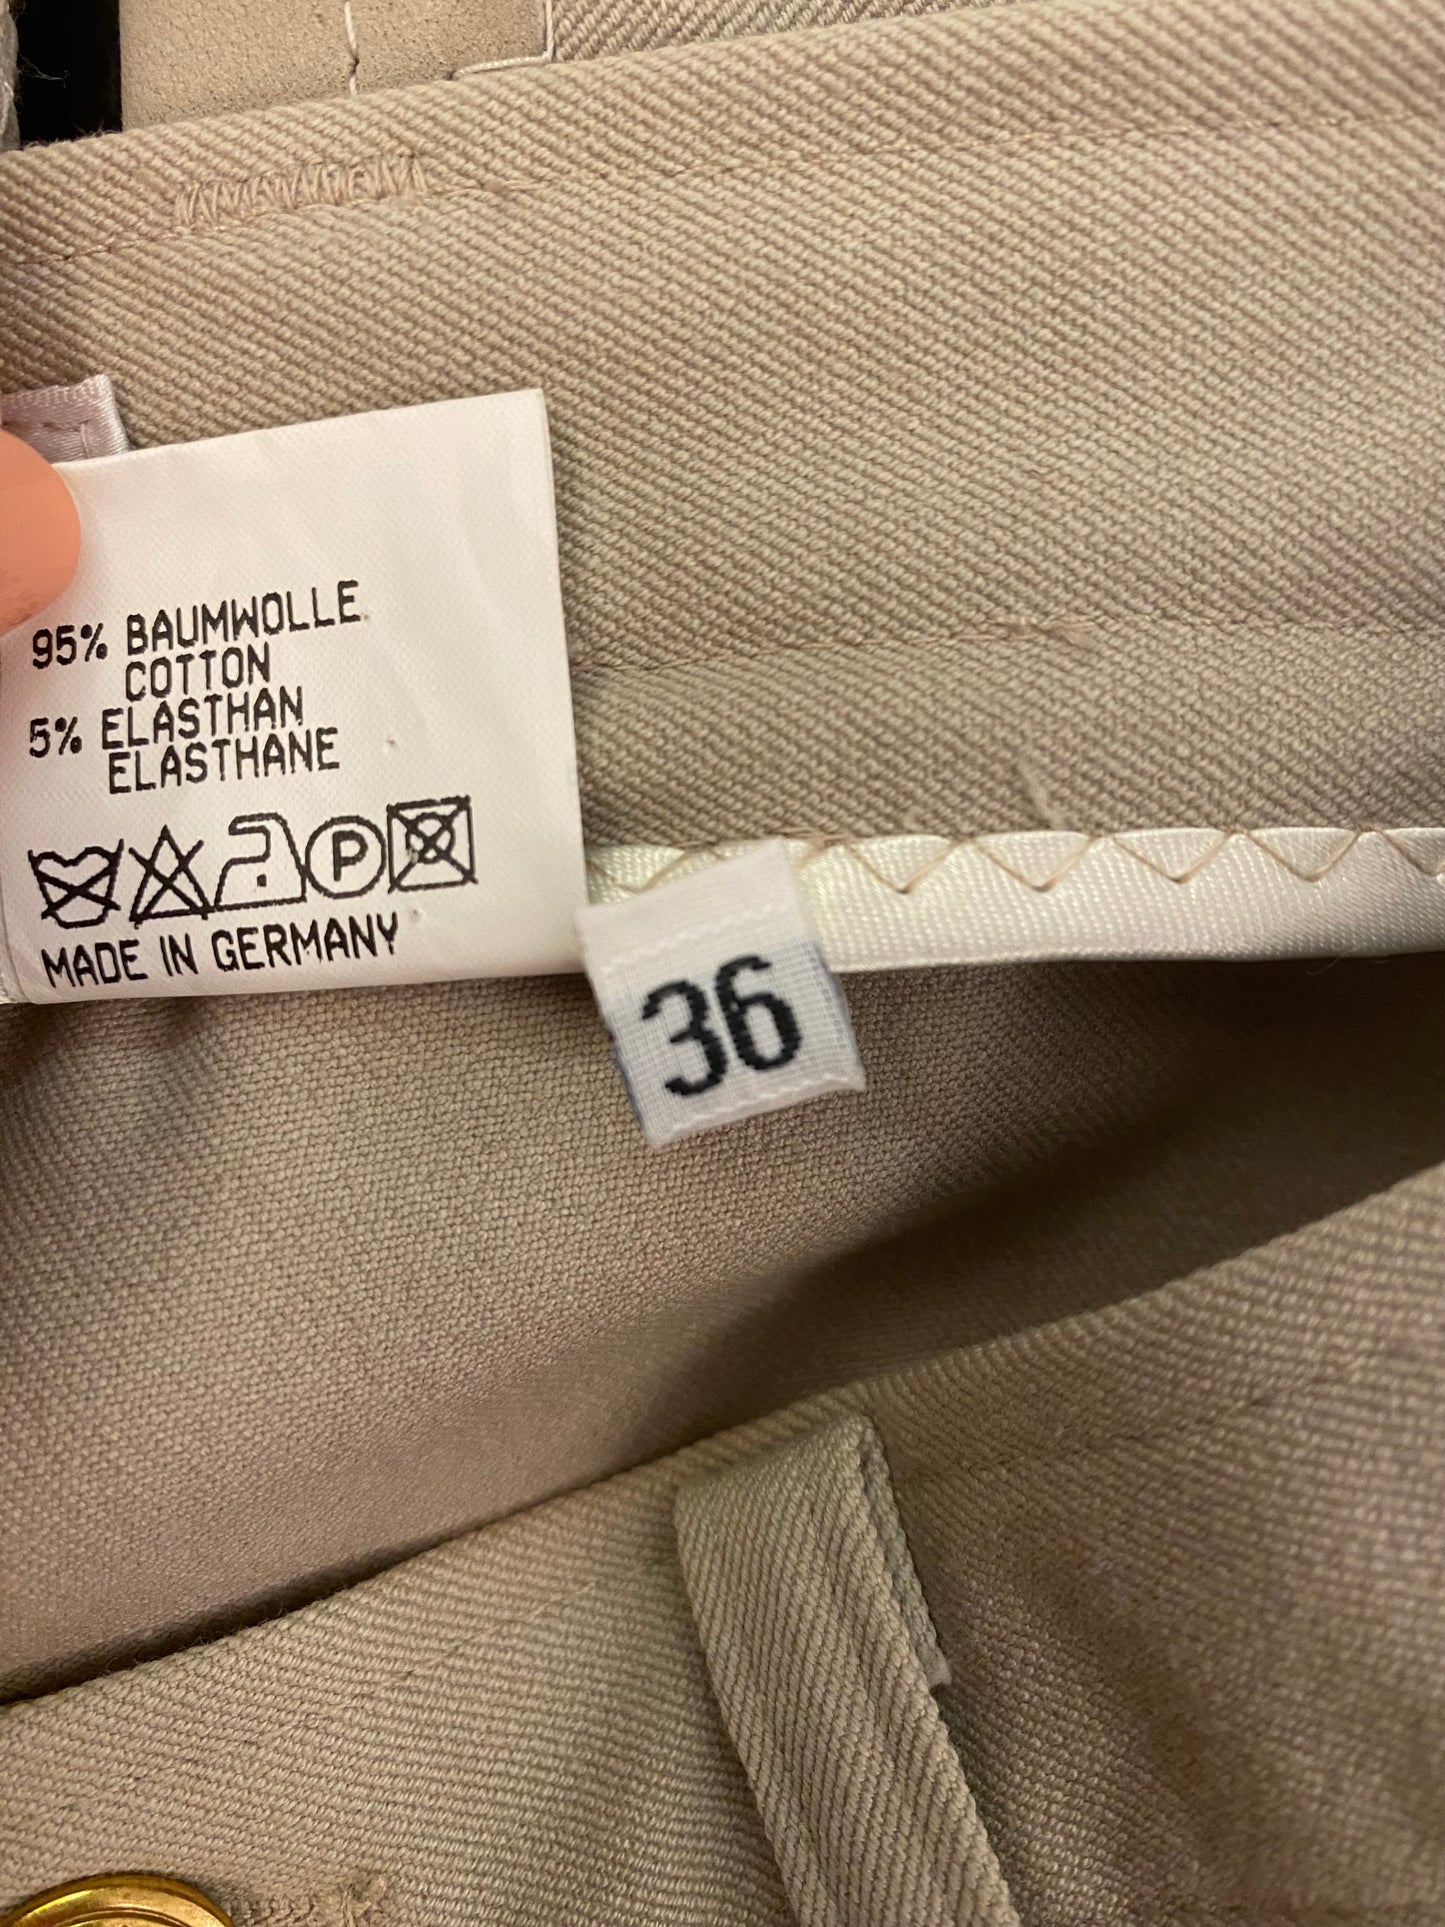 95% BAUMWOLLE
COTTON
5% ELASTHAN
ELASTHANE
P
MADE IN GERMANY
36